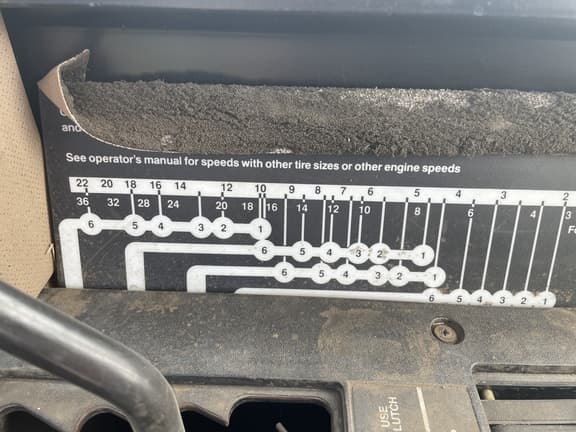 and
See operator's manual for speeds with other tire sizes or other engine speeds
22 20 18 16 14 12 10 9 8 7 6 5 4 3 2
36 32 28 24 20 18 16 14 12 10 8 6 4 3
6 5 4 3 2 1
6 5 4 3 2 1
6 5 4 3 2 1
6 5 4 3 2 1
USE
LUTCH